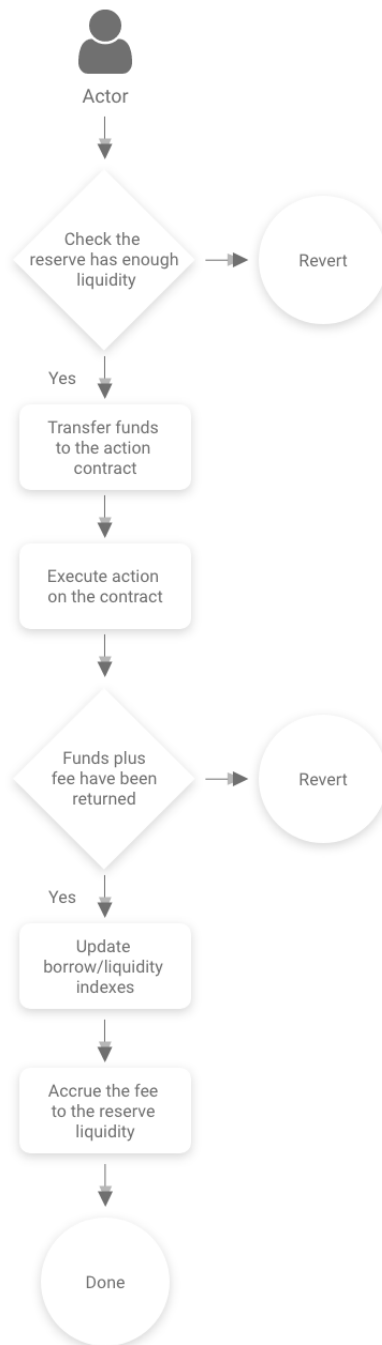 Actor
Check the
reserve has enough
liquidity
Revert
Yes
Transfer funds
to the action
contract
Execute action
on the contract
Funds plus
fee have been
returned
Revert
Yes
Update
borrow/liquidity
indexes
Accrue the fee
to the reserve
liquidity
Done